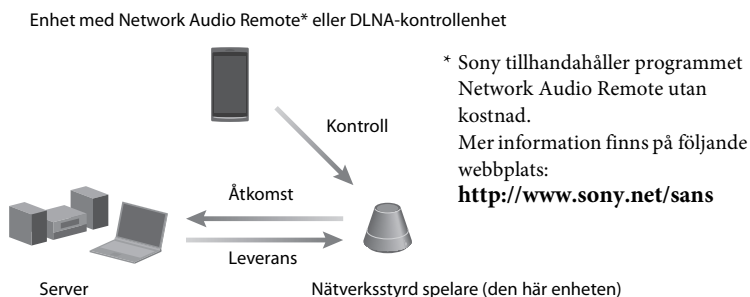 Enhet med Network Audio Remote* eller DLNA-kontrollenhet
* Sony tillhandahåller programmet
Network Audio Remote utan
kostnad.
Mer information finns på följande
webbplats:
http://www.sony.net/sans
Kontroll
Åtkomst
Leverans
Server
Nätverksstyrd spelare (den här enheten)